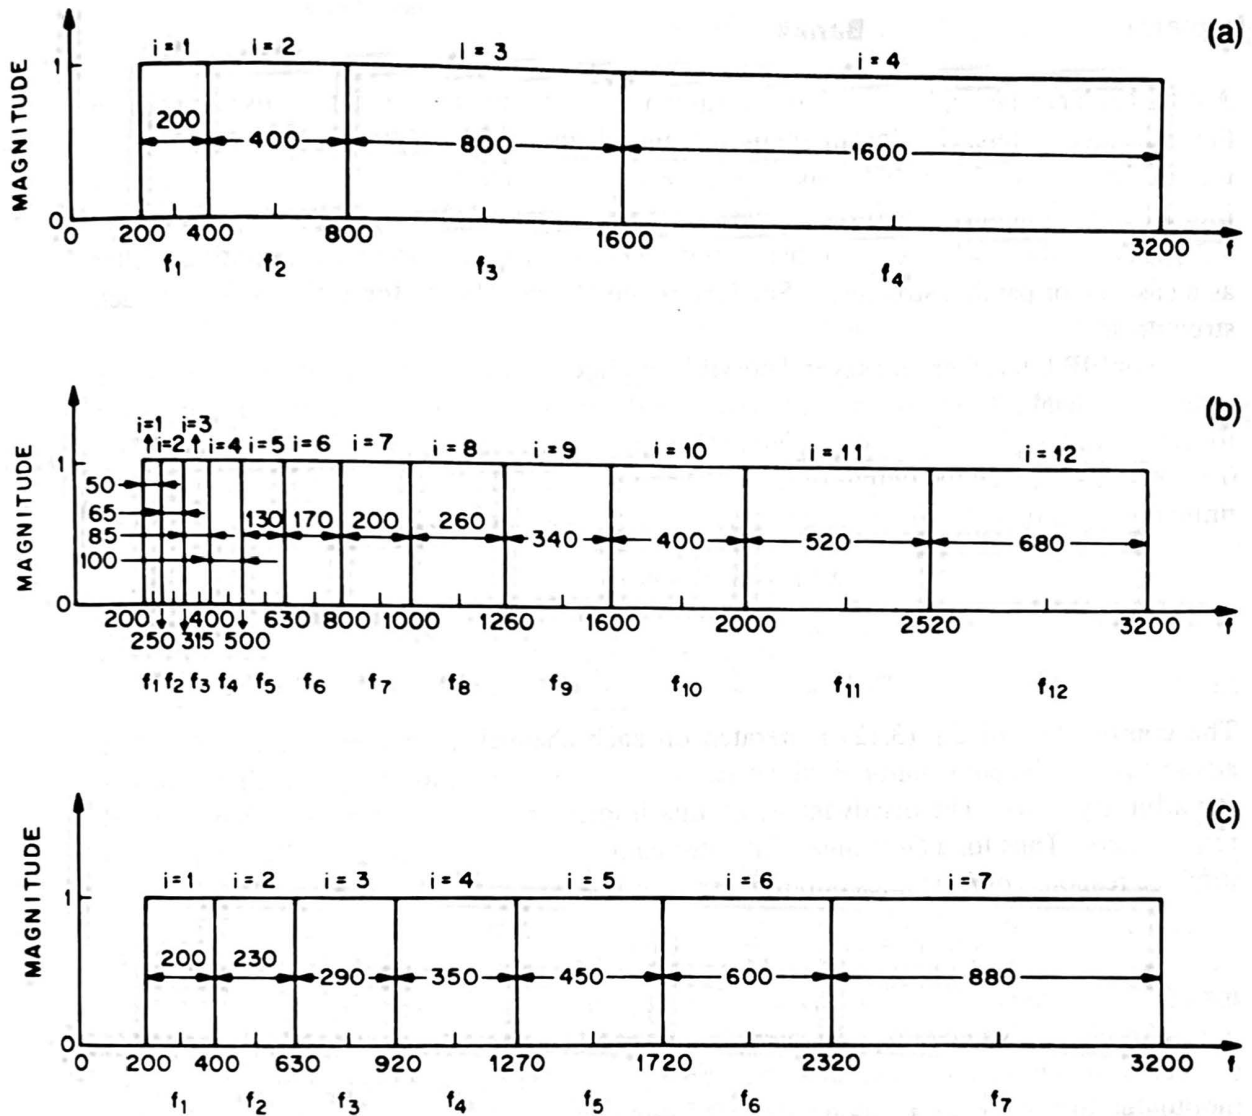 (a)
i = 1 i = 2 i = 3 i = 4
MAGNITUDE
1
200 400 800 1600
0
0 200 400 800 1600 3200 f
f₁ f₂ f₃ f₄
(b)
i=1 i=3
i=2 i=4 i=5 i=6 i=7 i = 8 i = 9 i = 10 i = 11 i = 12
MAGNITUDE
1
50
65
130 170 200 260
85
340 400 520 680
100
0
200 400 630 800 1000 1260 1600 2000 2520 3200 f
250 315 500
f₁ f₂ f₃ f₄ f₅ f₆ f₇ f₈ f₉ f₁₀ f₁₁ f₁₂
(c)
i=1 i=2 i=3 i=4 i=5 i=6 i=7
MAGNITUDE
1
200 230 290 350 450 600 880
0
0 200 400 630 920 1270 1720 2320 3200 f
f₁ f₂ f₃ f₄ f₅ f₆ f₇